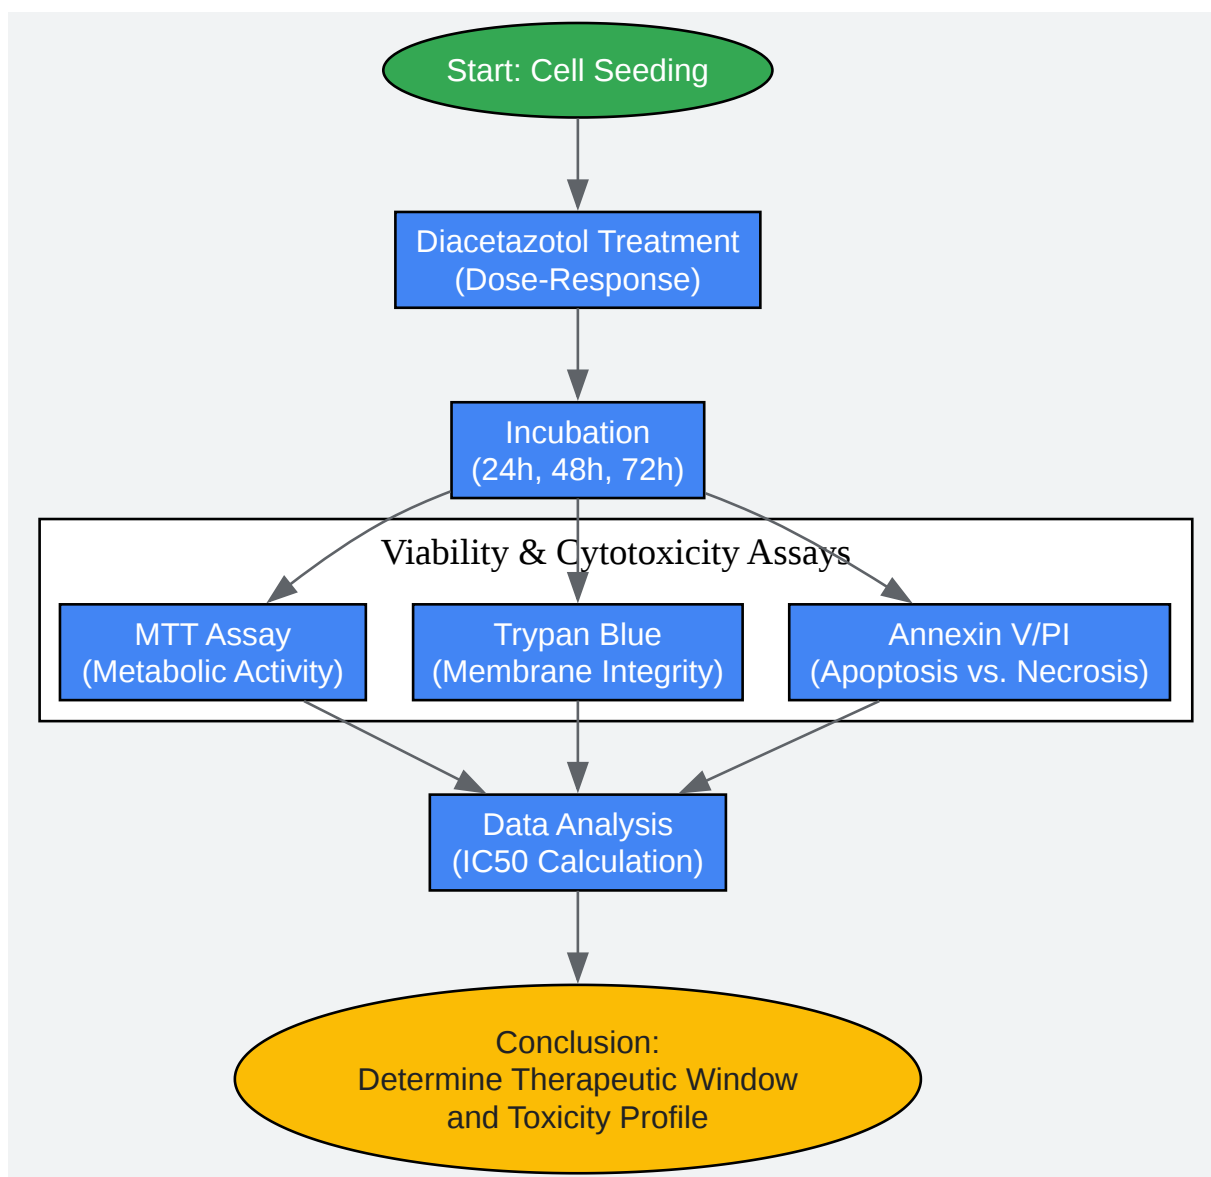 Start: Cell Seeding
Diacetazotol Treatment
(Dose-Response)
Incubation
(24h, 48h, 72h)
Viability & Cytotoxicity Assays
MTT Assay
(Metabolic Activity)
Trypan Blue
(Membrane Integrity)
Annexin V/PI
(Apoptosis vs. Necrosis)
Data Analysis
(IC50 Calculation)
Conclusion:
Determine Therapeutic Window
and Toxicity Profile